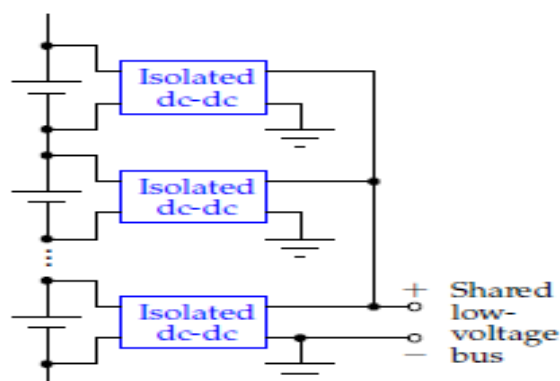 Isolated
dc-dc
Isolated
dc-dc
Isolated
dc-dc
+ Shared
low-
voltage
− bus